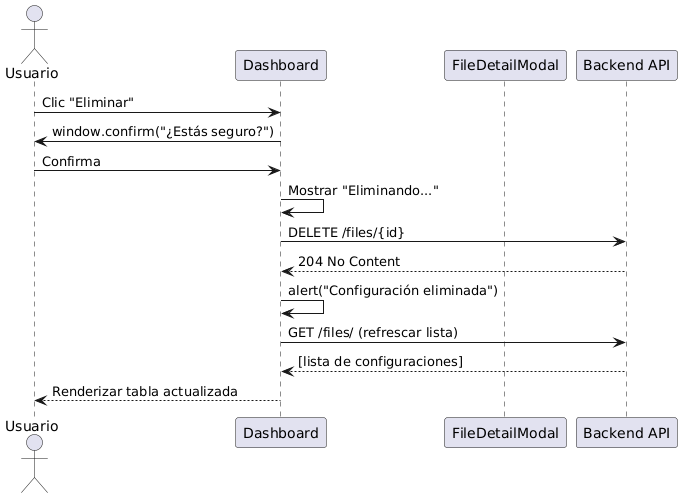 Usuario
Dashboard
FileDetailModal
Backend API
Clic "Eliminar"
window.confirm("¿Estás seguro?")
Confirma
Mostrar "Eliminando..."
DELETE /files/{id}
204 No Content
alert("Configuración eliminada")
GET /files/ (refrescar lista)
[lista de configuraciones]
Renderizar tabla actualizada
Usuario
Dashboard
FileDetailModal
Backend API